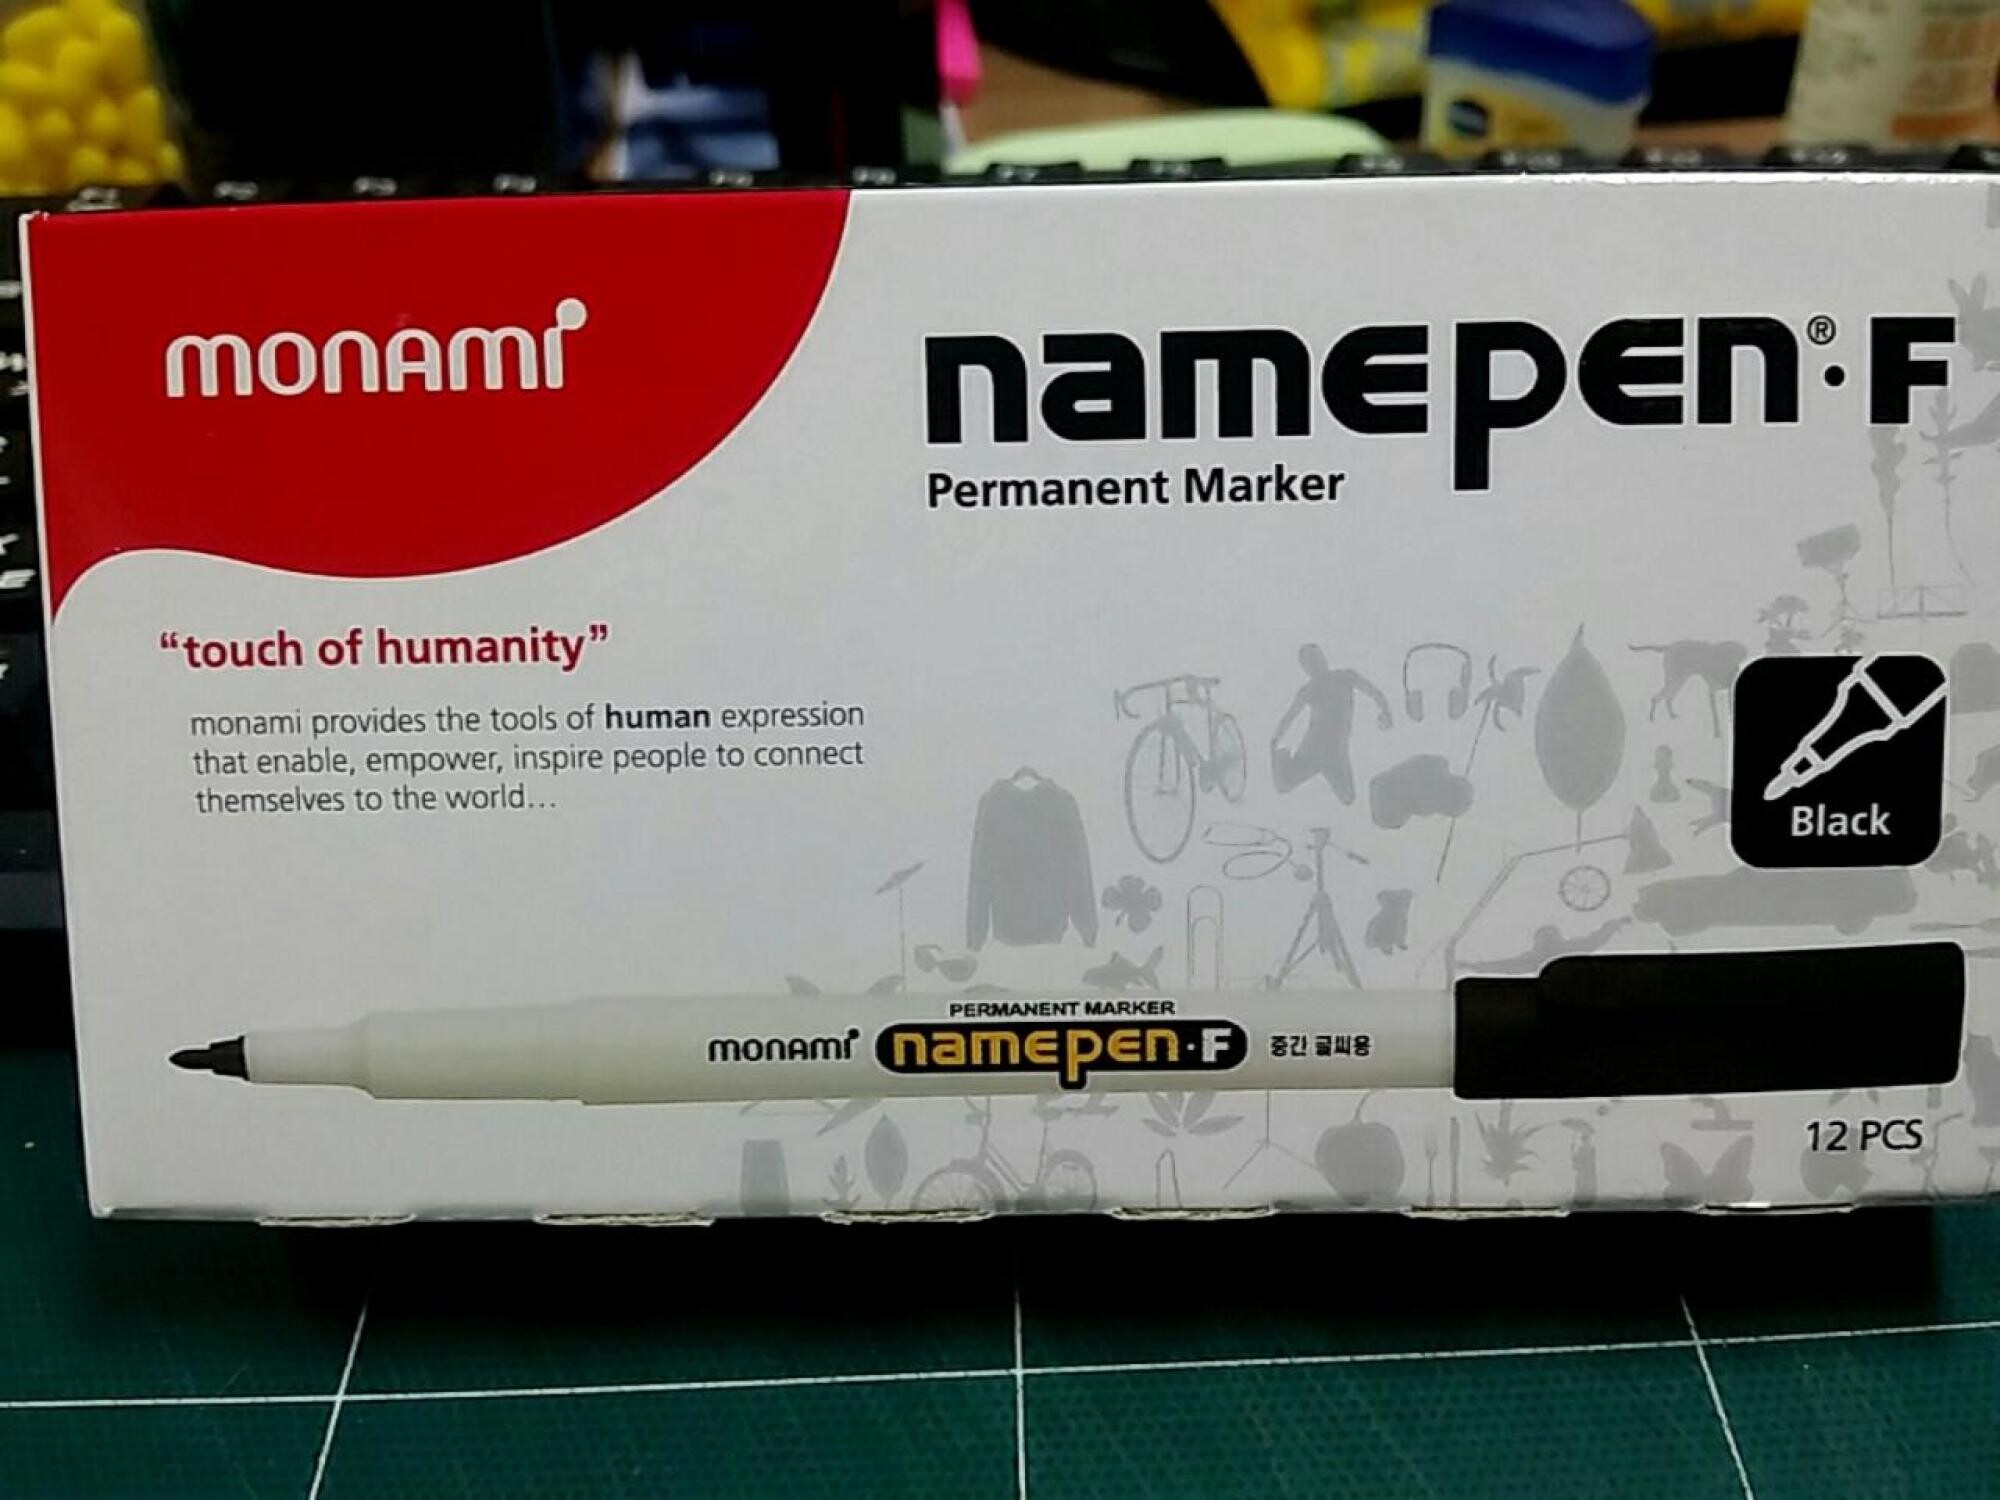 monami
namepen®·F
Permanent Marker
“touch of humanity”
monami provides the tools of human expression
that enable, empower, inspire people to connect
themselves to the world...
Black
PERMANENT MARKER
monami namepen·F 중간 글씨용
12 PCS